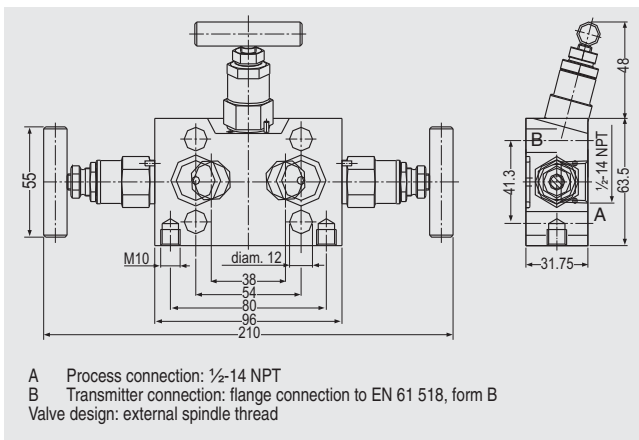 48
B
55
41.3
½-14 NPT
63.5
A
M10
diam. 12
31.75
38
54
80
96
210
A Process connection: ½-14 NPT
B Transmitter connection: flange connection to EN 61 518, form B
Valve design: external spindle thread